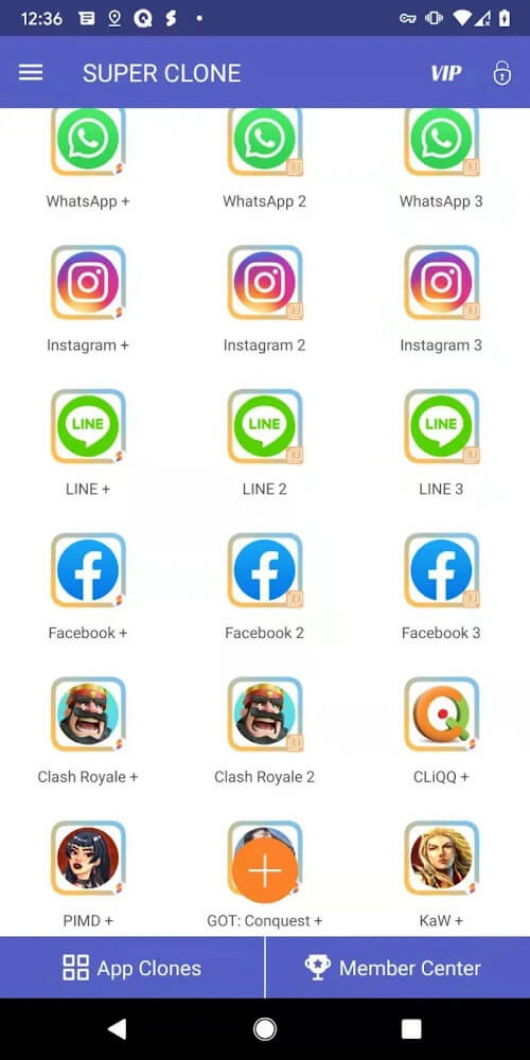 12:36
SUPER CLONE
VIP
WhatsApp + WhatsApp 2 WhatsApp 3
Instagram + Instagram 2 Instagram 3
LINE LINE LINE
LINE + LINE 2 LINE 3
Facebook + Facebook 2 Facebook 3
Clash Royale + Clash Royale 2 CLiQQ +
PIMD + GOT: Conquest + KaW +
App Clones
Member Center